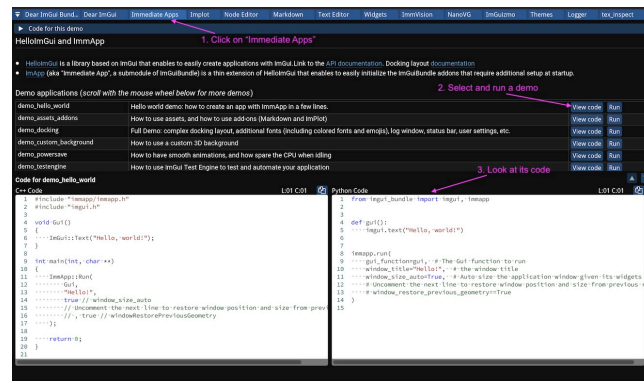 Dear ImGui Bund... Dear ImGui Immediate Apps Implot Node Editor Markdown Text Editor Widgets ImmVision NanoVG ImGuizmo Themes Logger tex_inspect
Code for this demo
1. Click on "Immediate Apps"
HelloImGui and ImmApp
HelloImGui is a library based on ImGui that enables to easily create applications with ImGui.Link to the API documentation. Docking layout documentation
ImApp (aka "Immediate App", a submodule of ImGuiBundle) is a thin extension of HelloImGui that enables to easily initialize the ImGuiBundle addons that require additional setup at startup.
2. Select and run a demo
Demo applications (scroll with the mouse wheel below for more demos)
demo_hello_world Hello world demo: how to create an app with ImmApp in a few lines. View code Run
demo_assets_addons How to use assets, and how to use add-ons (Markdown and ImPlot) View code Run
demo_docking Full Demo: complex docking layout, additional fonts (including colored fonts and emojis), log window, status bar, user settings, etc. View code Run
demo_custom_background How to use a custom 3D background View code Run
demo_powersave How to have smooth animations, and how spare the CPU when idling View code Run
demo_testengine How to use ImGui Test Engine to test and automate your application View code Run
3. Look at its code
Code for demo_hello_world
C++ Code L:01 C:01
1 #include "immapp/immapp.h"
2 #include "imgui.h"
3
4 void Gui()
5 {
6 ····ImGui::Text("Hello, world!");
7 }
8
9 int main(int, char **)
10 {
11 ····ImmApp::Run(
12 ········Gui,
13 ········"Hello!",
14 ········true // window_size_auto
15 ········// Uncomment the next line to restore window position and size from previ
16 ········// , true // windowRestorePreviousGeometry
17 ····);
18
19 ····return 0;
20 }
21
Python Code L:01 C:01
1 from imgui_bundle import imgui, immapp
2
3
4 def gui():
5 ····imgui.text("Hello, world!")
6
7
8 immapp.run(
9 ····gui_function=gui, # The Gui function to run
10 ····window_title="Hello!", # the window title
11 ····window_size_auto=True, # Auto size the application window given its widgets
12 ····# Uncomment the next line to restore window position and size from previous
13 ····# window_restore_previous_geometry==True
14 )
15